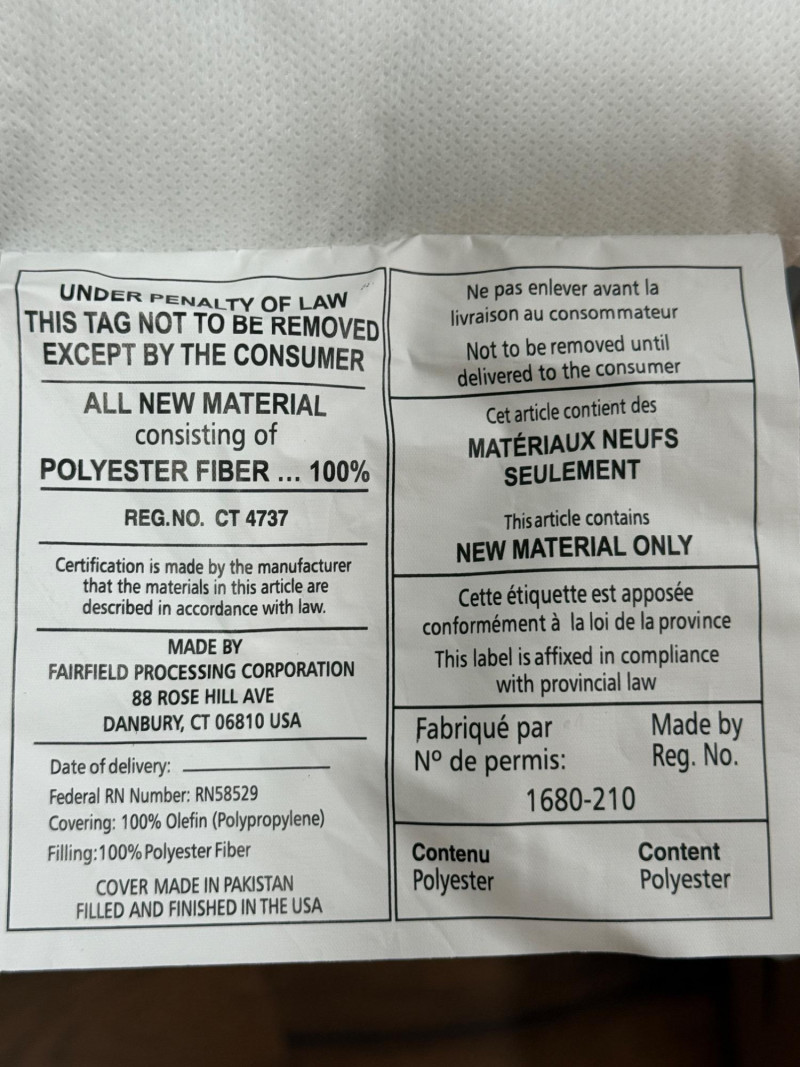 UNDER PENALTY OF LAW
THIS TAG NOT TO BE REMOVED
EXCEPT BY THE CONSUMER
ALL NEW MATERIAL
consisting of
POLYESTER FIBER ... 100%
REG.NO. CT 4737
Certification is made by the manufacturer
that the materials in this article are
described in accordance with law.
MADE BY
FAIRFIELD PROCESSING CORPORATION
88 ROSE HILL AVE
DANBURY, CT 06810 USA
Date of delivery:
Federal RN Number: RN58529
Covering: 100% Olefin (Polypropylene)
Filling:100% Polyester Fiber
COVER MADE IN PAKISTAN
FILLED AND FINISHED IN THE USA
Ne pas enlever avant la
livraison au consommateur
Not to be removed until
delivered to the consumer
Cet article contient des
MATÉRIAUX NEUFS
SEULEMENT
This article contains
NEW MATERIAL ONLY
Cette étiquette est apposée
conformément à la loi de la province
This label is affixed in compliance
with provincial law
Fabriqué par Made by
Nº de permis: Reg. No.
1680-210
Contenu Content
Polyester Polyester